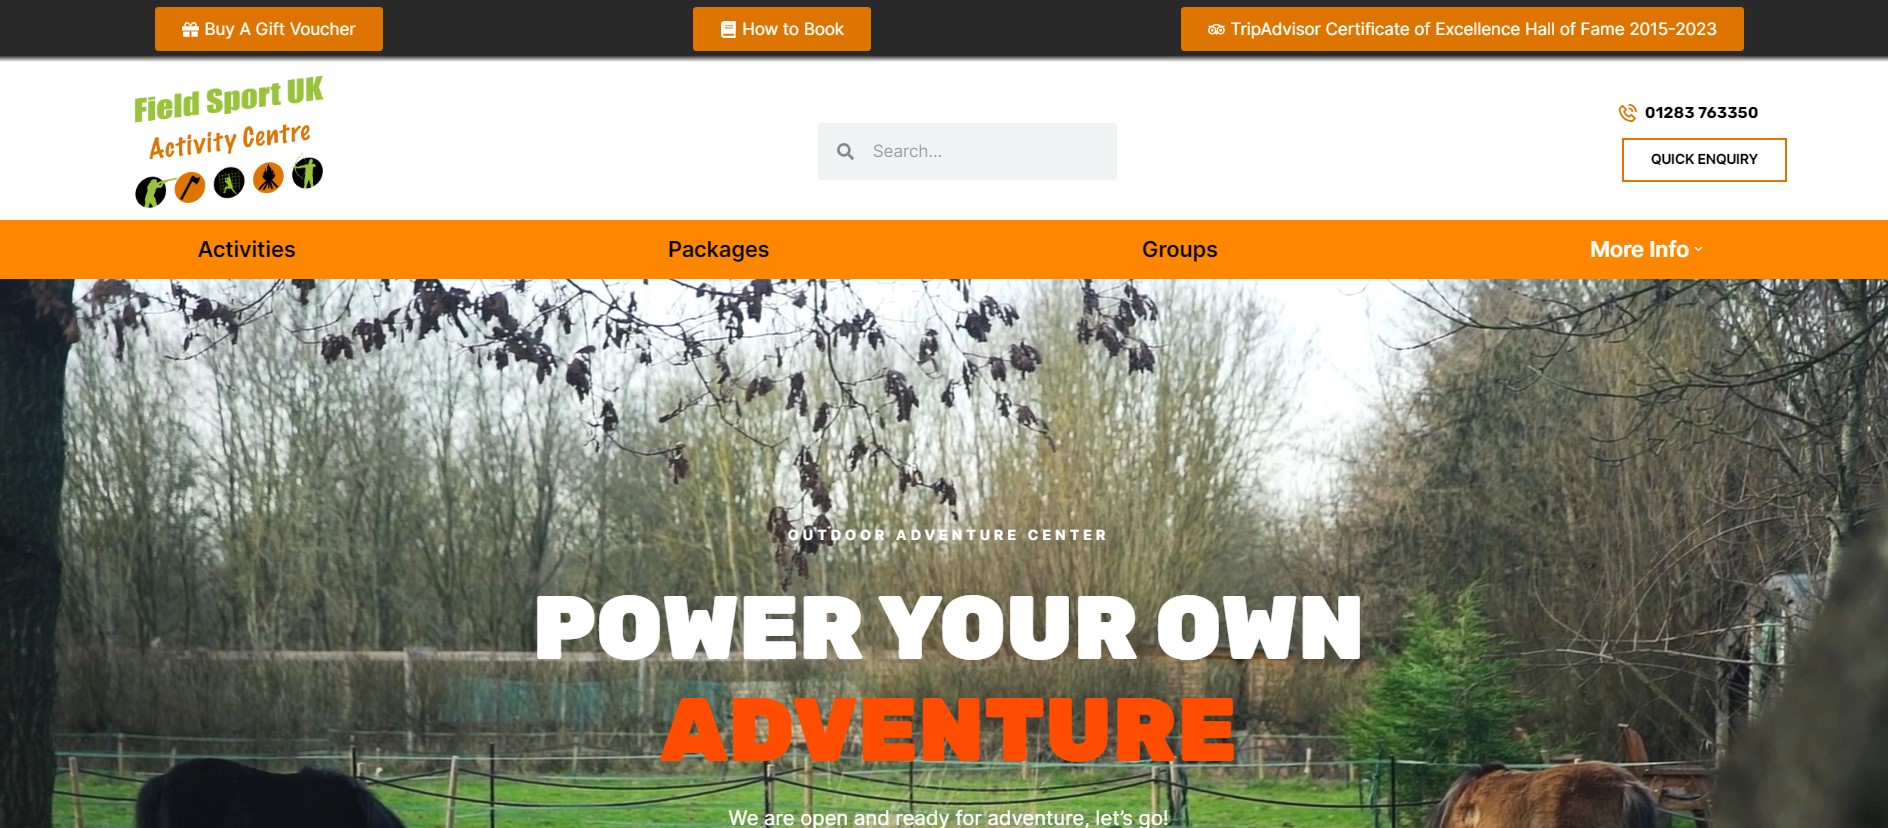 Buy A Gift Voucher
How to Book
TripAdvisor Certificate of Excellence Hall of Fame 2015-2023
Field Sport UK
Activity Centre
Search...
01283 763350
QUICK ENQUIRY
Activities
Packages
Groups
More Info
OUTDOOR ADVENTURE CENTER
POWER YOUR OWN
ADVENTURE
We are open and ready for adventure, let's go!